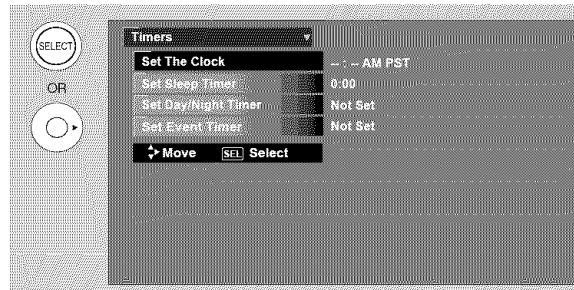 SELECT
OR
Timers
Set The Clock -- : -- AM PST
Set Sleep Timer 0:00
Set Day/Night Timer Not Set
Set Event Timer Not Set
Move SEL Select